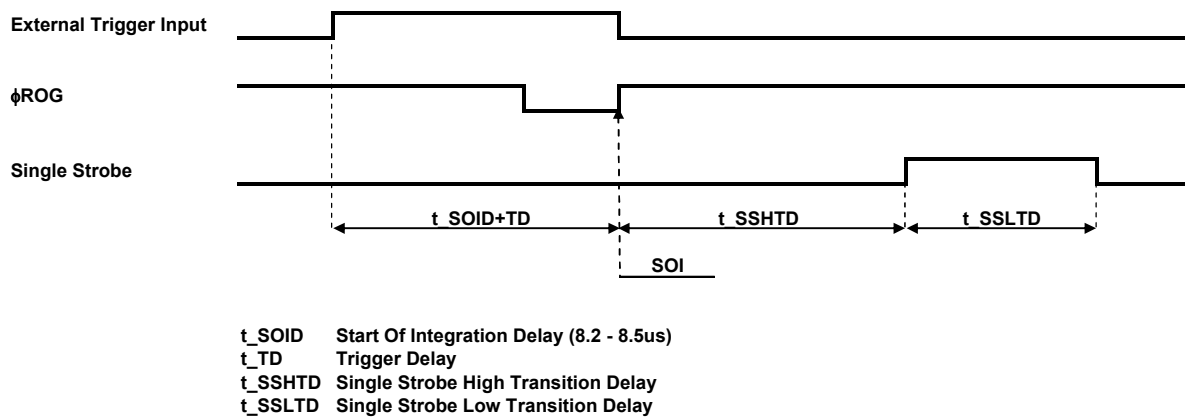 External Trigger Input
ϕROG
Single Strobe
t_SOID+TD
t_SSHTD
t_SSLTD
SOI
t_SOID Start Of Integration Delay (8.2 - 8.5us)
t_TD Trigger Delay
t_SSHTD Single Strobe High Transition Delay
t_SSLTD Single Strobe Low Transition Delay